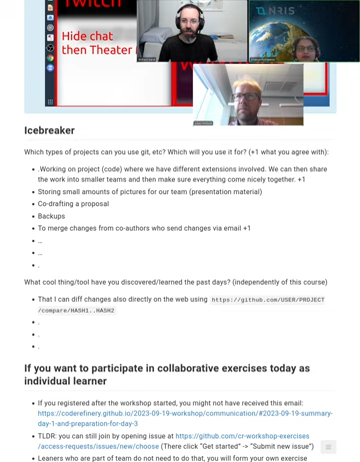 Twitch
Hide chat
then Theater
NRIS
Icebreaker
Which types of projects can you use git, etc? Which will you use it for? (+1 what you agree with):
.Working on project (code) where we have different extensions involved. We can then share
the work into smaller teams and then make sure everything come nicely together. +1
Storing small amounts of pictures for our team (presentation material)
Co-drafting a proposal
Backups
To merge changes from co-authors who send changes via email +1
...
...
.
What cool thing/tool have you discovered/learned the past days? (independently of this course)
That I can diff changes also directly on the web using https://github.com/USER/PROJECT
/compare/HASH1..HASH2
.
.
.
If you want to participate in collaborative exercises today as
individual learner
If you registered after the workshop started, you might not have received this email:
https://coderefinery.github.io/2023-09-19-workshop/communication/#2023-09-19-summary-
day-1-and-preparation-for-day-3
TLDR: you can still join by opening issue at https://github.com/cr-workshop-exercises
/access-requests/issues/new/choose (There click "Get started" -> "Submit new issue")
Leaners who are part of team do not need to do that, you will form your own exercise